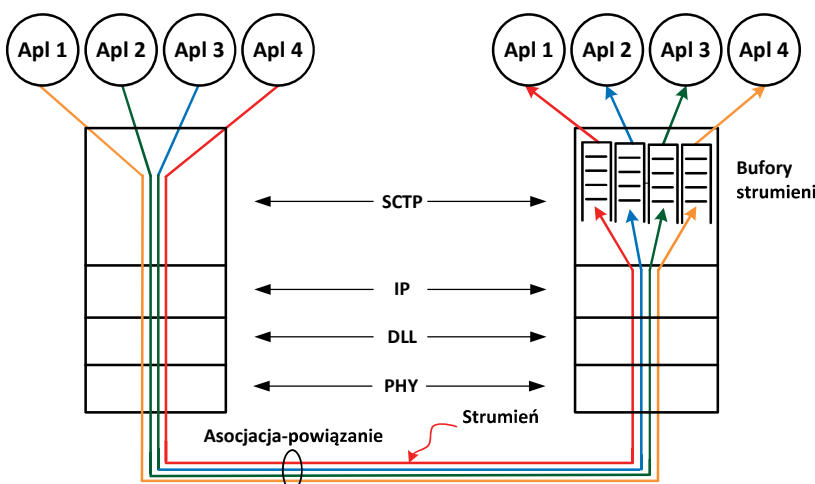 Apl 1
Apl 2
Apl 3
Apl 4
Apl 1
Apl 2
Apl 3
Apl 4
Bufory
strumieni
SCTP
IP
DLL
PHY
Strumień
Asocjacja-powiązanie